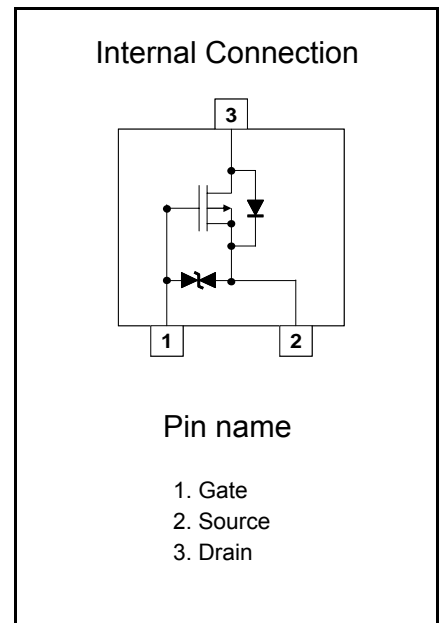 Internal Connection
3
1
2
Pin name
1. Gate
2. Source
3. Drain